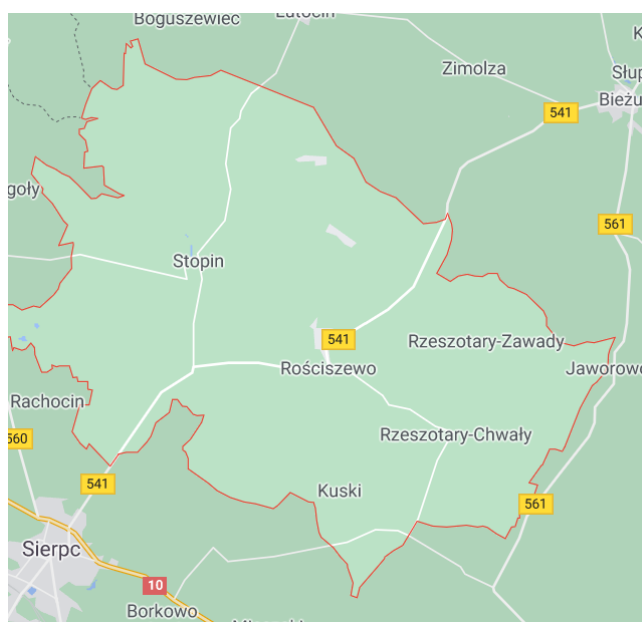 Boguszewiec
Lutocin
Zimolza
Bieżu
541
goły
561
Stopin
541
Rzeszotary-Zawady
Rościszewo
Jaworowo
Rachocin
Rzeszotary-Chwały
560
541
Kuski
561
Sierpc
10
Borkowo